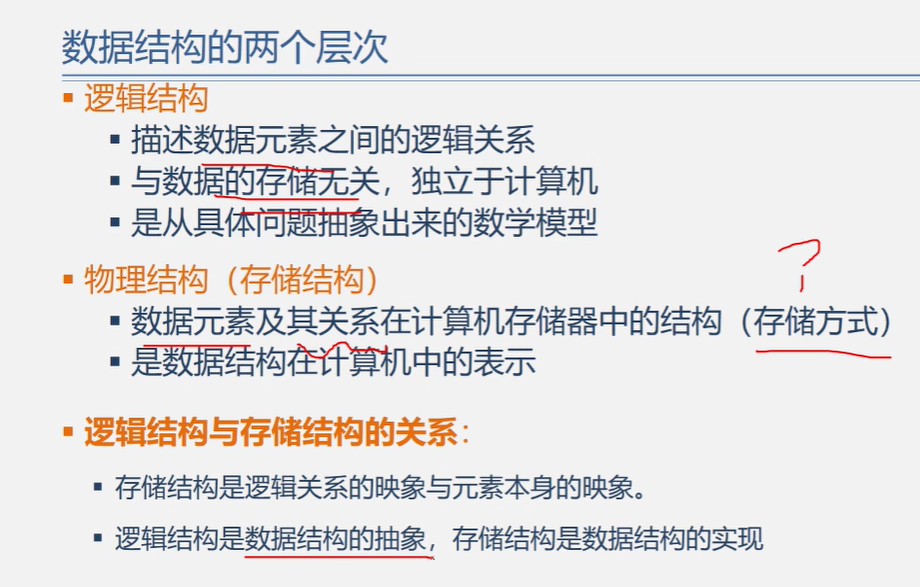 数据结构的两个层次
逻辑结构
描述数据元素之间的逻辑关系
与数据的存储无关，独立于计算机
是从具体问题抽象出来的数学模型
物理结构（存储结构）
数据元素及其关系在计算机存储器中的结构（存储方式）
是数据结构在计算机中的表示
逻辑结构与存储结构的关系：
存储结构是逻辑关系的映象与元素本身的映象。
逻辑结构是数据结构的抽象，存储结构是数据结构的实现